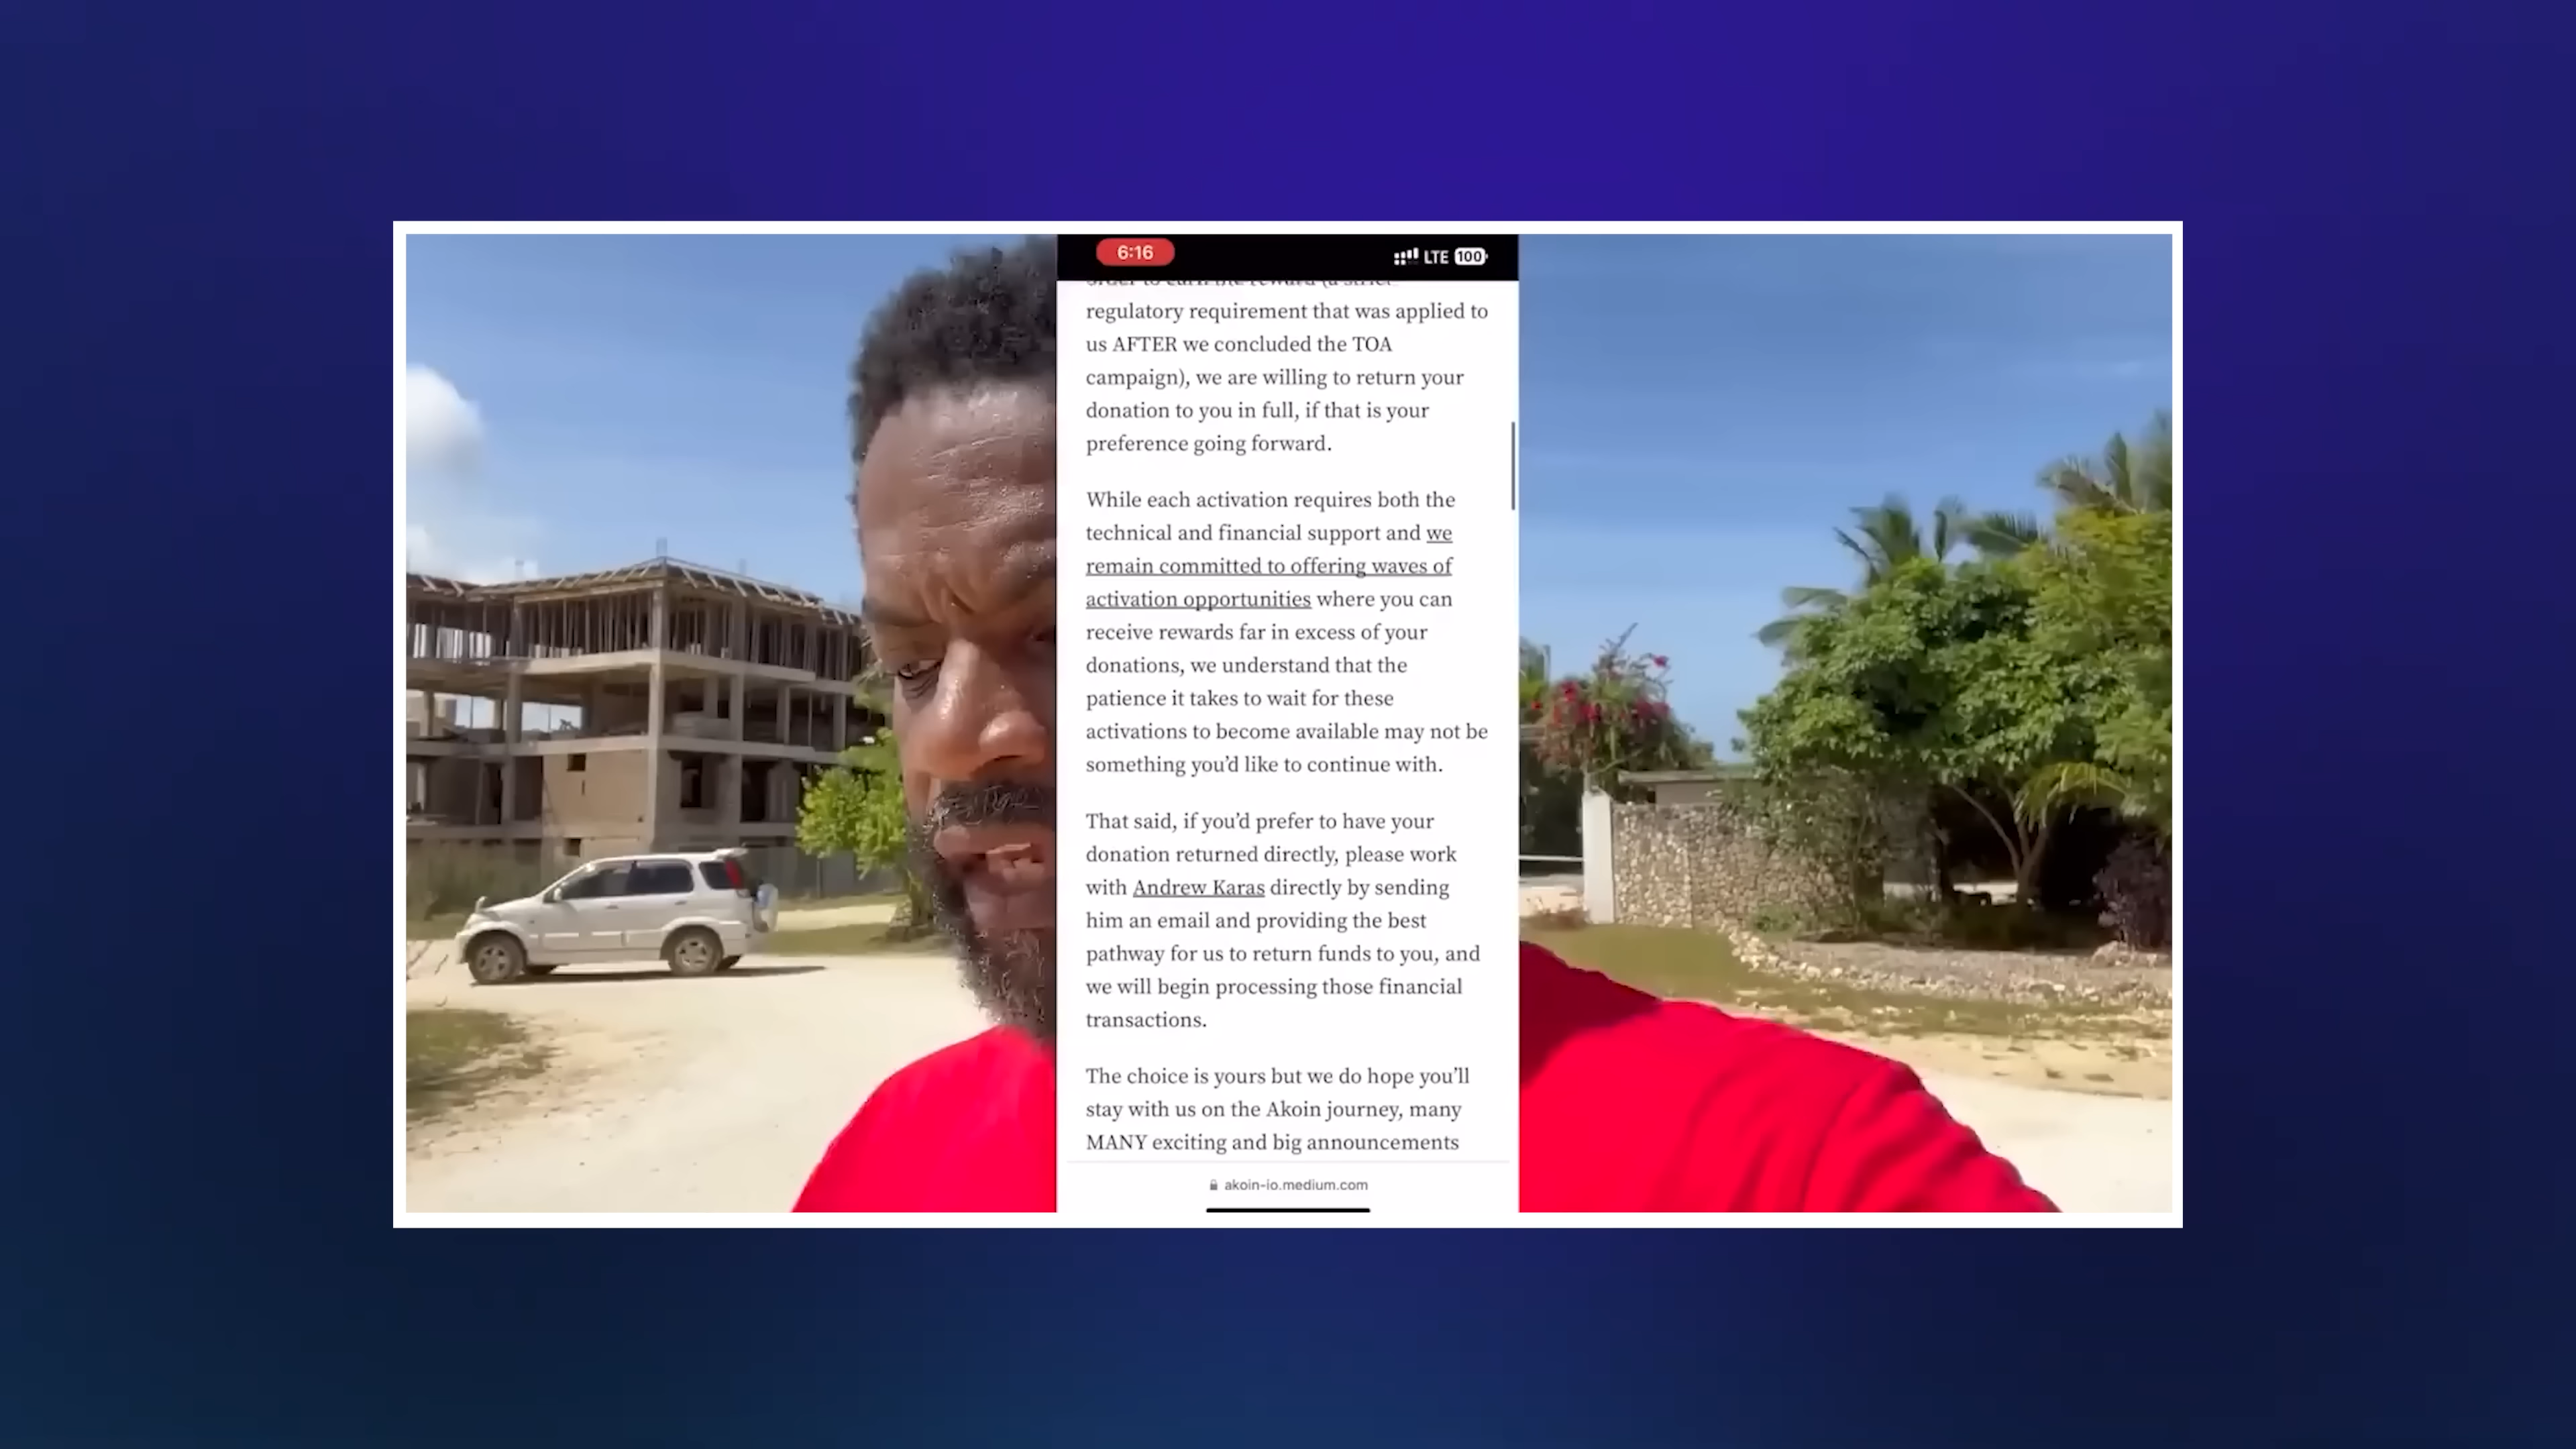 6:16
LTE 100
order to earn the reward (a strict
regulatory requirement that was applied to
us AFTER we concluded the TOA
campaign), we are willing to return your
donation to you in full, if that is your
preference going forward.
While each activation requires both the
technical and financial support and we
remain committed to offering waves of
activation opportunities where you can
receive rewards far in excess of your
donations, we understand that the
patience it takes to wait for these
activations to become available may not be
something you’d like to continue with.
That said, if you’d prefer to have your
donation returned directly, please work
with Andrew Karas directly by sending
him an email and providing the best
pathway for us to return funds to you, and
we will begin processing those financial
transactions.
The choice is yours but we do hope you’ll
stay with us on the Akoin journey, many
MANY exciting and big announcements
akoin-io.medium.com